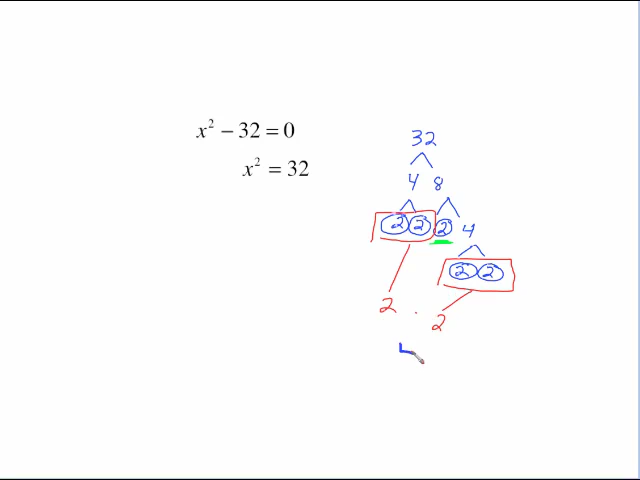 x² − 32 = 0
x² = 32
32
4 8
2 2 2 4
2 2
2 · 2